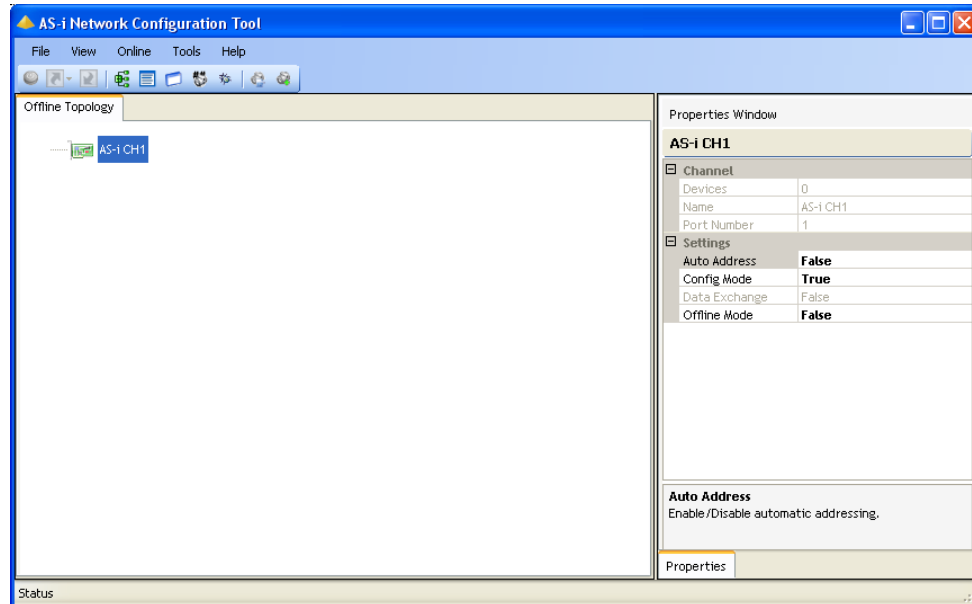 AS-i Network Configuration Tool
File View Online Tools Help
Offline Topology
AS-i CH1
Properties Window
AS-i CH1
Channel
Devices 0
Name AS-i CH1
Port Number 1
Settings
Auto Address False
Config Mode True
Data Exchange False
Offline Mode False
Auto Address
Enable/Disable automatic addressing.
Properties
Status